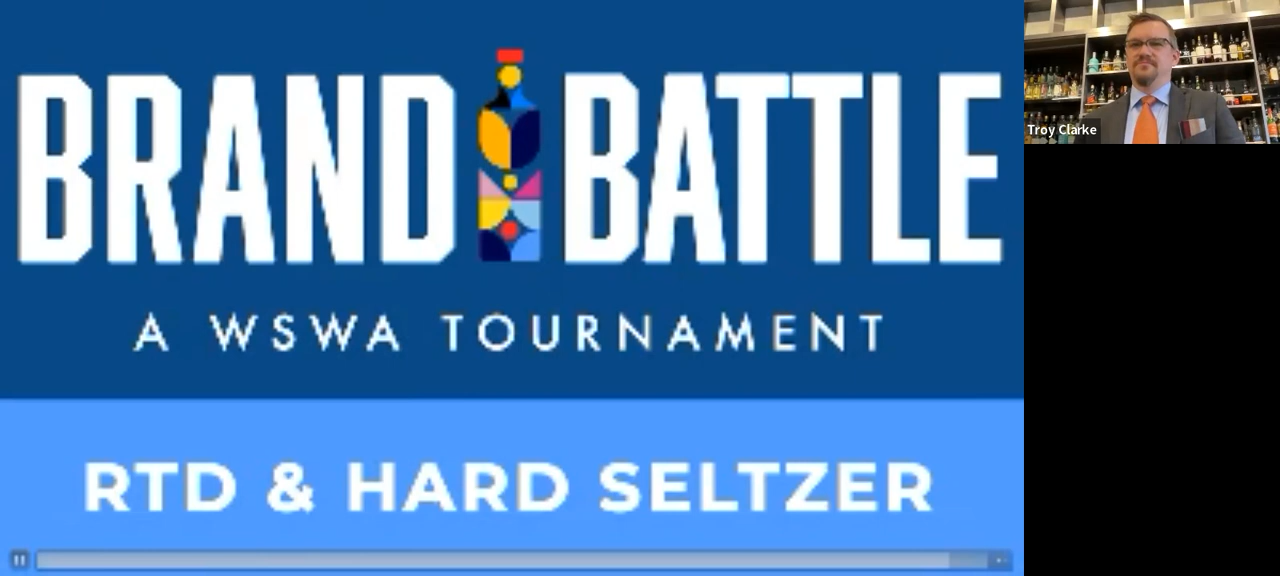 BRAND BATTLE
A WSWA TOURNAMENT
RTD & HARD SELTZER
Troy Clarke